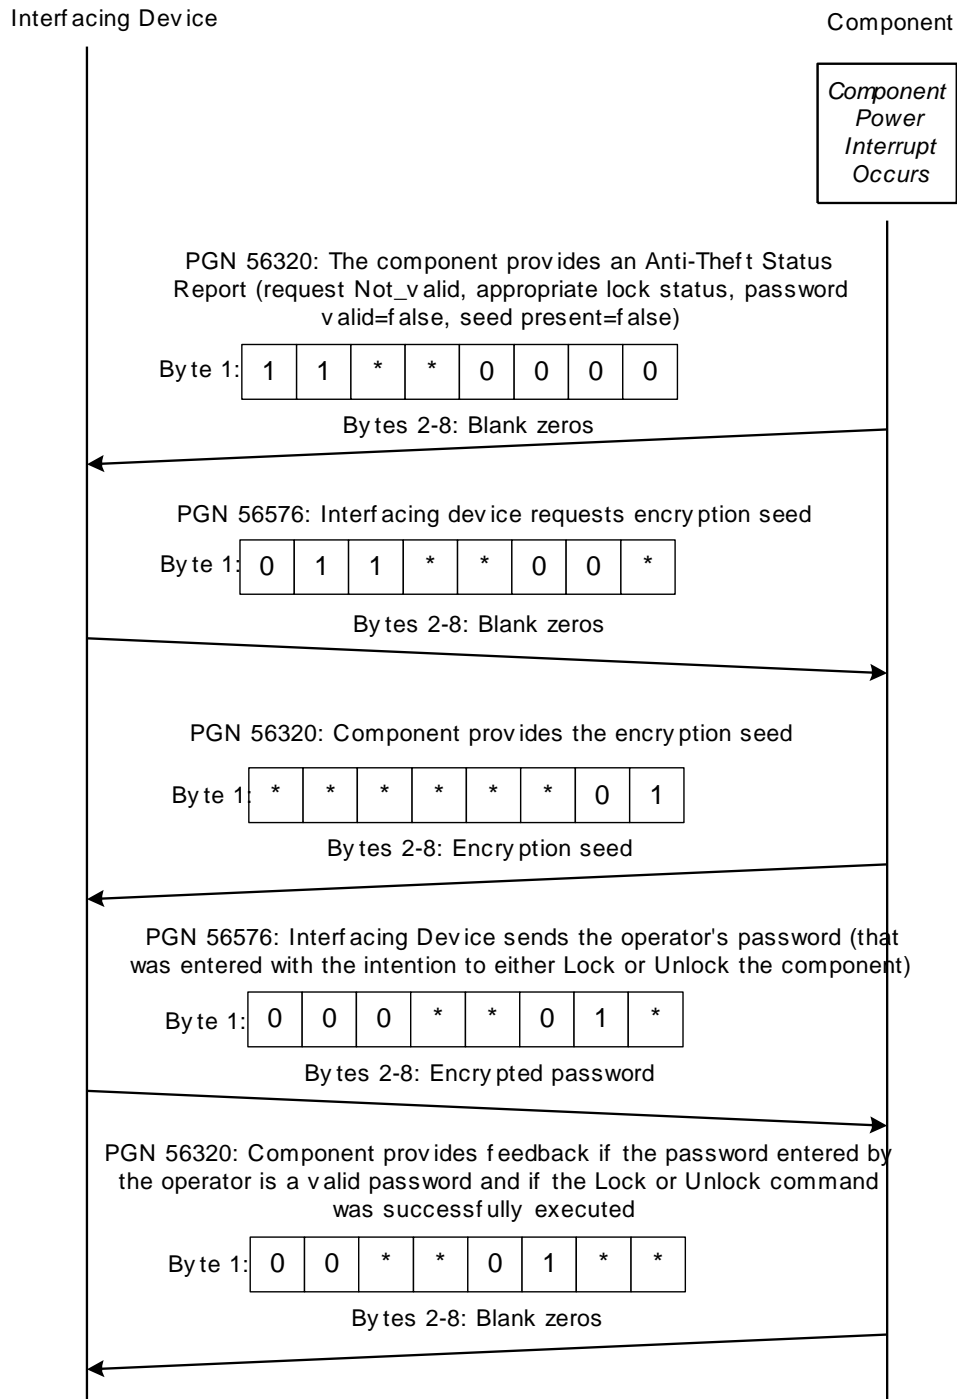 Interfacing Device
Component
Component
Power
Interrupt
Occurs
PGN 56320: The component provides an Anti-Theft Status
Report (request Not_valid, appropriate lock status, password
valid=false, seed present=false)
Byte 1: 1 1 * * 0 0 0 0
Bytes 2-8: Blank zeros
PGN 56576: Interfacing device requests encryption seed
Byte 1: 0 1 1 * * 0 0 *
Bytes 2-8: Blank zeros
PGN 56320: Component provides the encryption seed
Byte 1: * * * * * * 0 1
Bytes 2-8: Encryption seed
PGN 56576: Interfacing Device sends the operator's password (that
was entered with the intention to either Lock or Unlock the component)
Byte 1: 0 0 0 * * 0 1 *
Bytes 2-8: Encrypted password
PGN 56320: Component provides feedback if the password entered by
the operator is a valid password and if the Lock or Unlock command
was successfully executed
Byte 1: 0 0 * * 0 1 * *
Bytes 2-8: Blank zeros